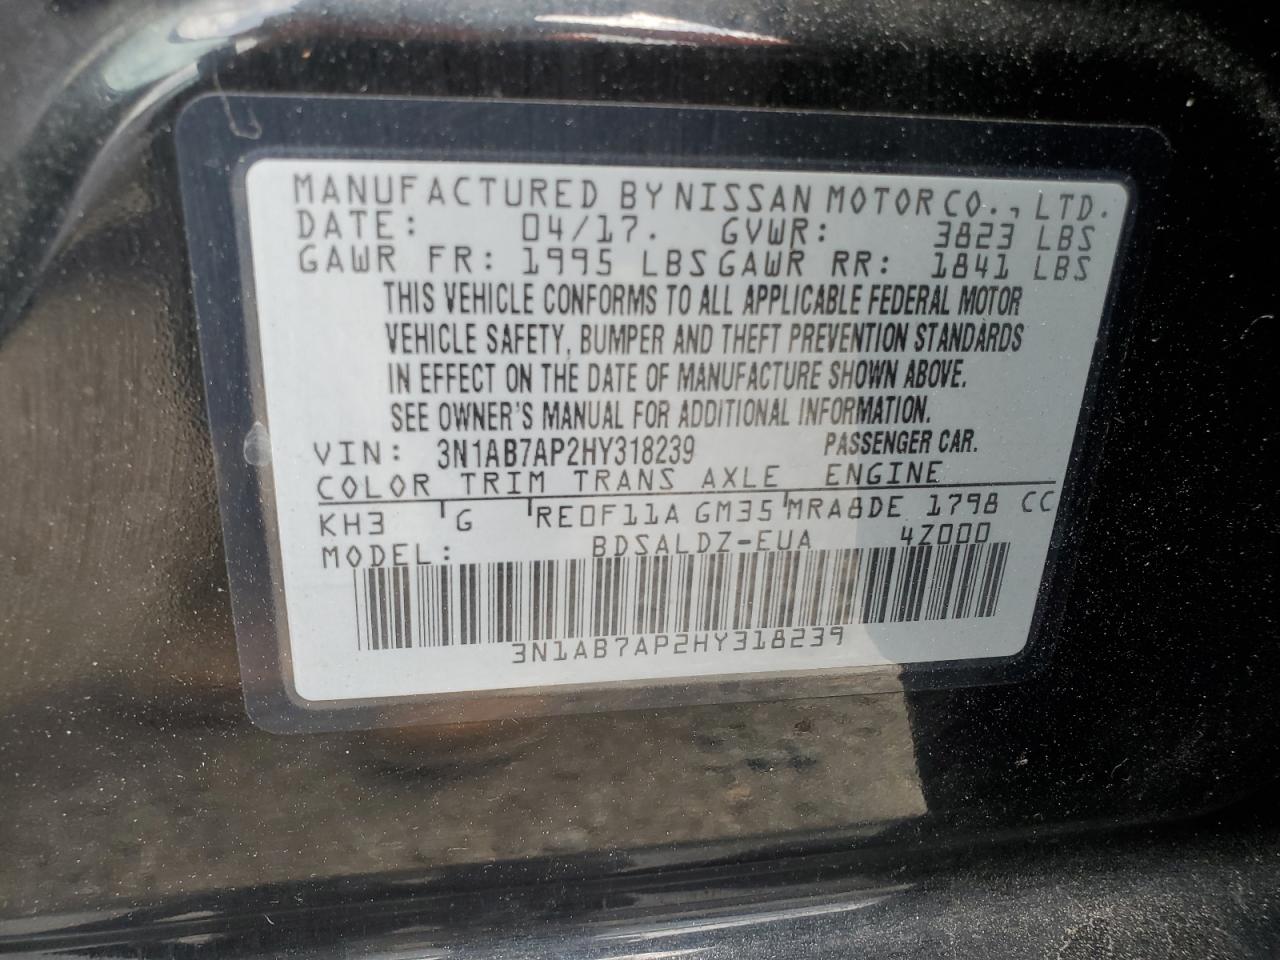 MANUFACTURED BY NISSAN MOTOR CO., LTD.
DATE: 04/17. GVWR: 3823 LBS
GAWR FR: 1995 LBS GAWR RR: 1841 LBS
THIS VEHICLE CONFORMS TO ALL APPLICABLE FEDERAL MOTOR
VEHICLE SAFETY, BUMPER AND THEFT PREVENTION STANDARDS
IN EFFECT ON THE DATE OF MANUFACTURE SHOWN ABOVE.
SEE OWNER'S MANUAL FOR ADDITIONAL INFORMATION.
VIN: 3N1AB7AP2HY318239 PASSENGER CAR.
COLOR TRIM TRANS AXLE ENGINE
KH3 G RE0F11A GM35 MRA8DE 1798 CC
MODEL: BDSALDZ-EUA 4Z000
3N1AB7AP2HY318239